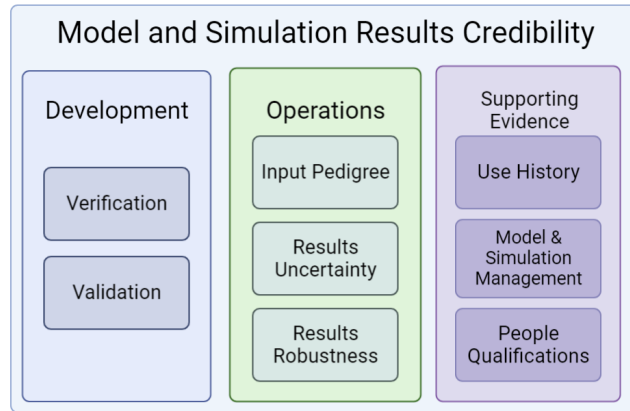 Model and Simulation Results Credibility
Development
Verification
Validation
Operations
Input Pedigree
Results
Uncertainty
Results
Robustness
Supporting
Evidence
Use History
Model &
Simulation
Management
People
Qualifications